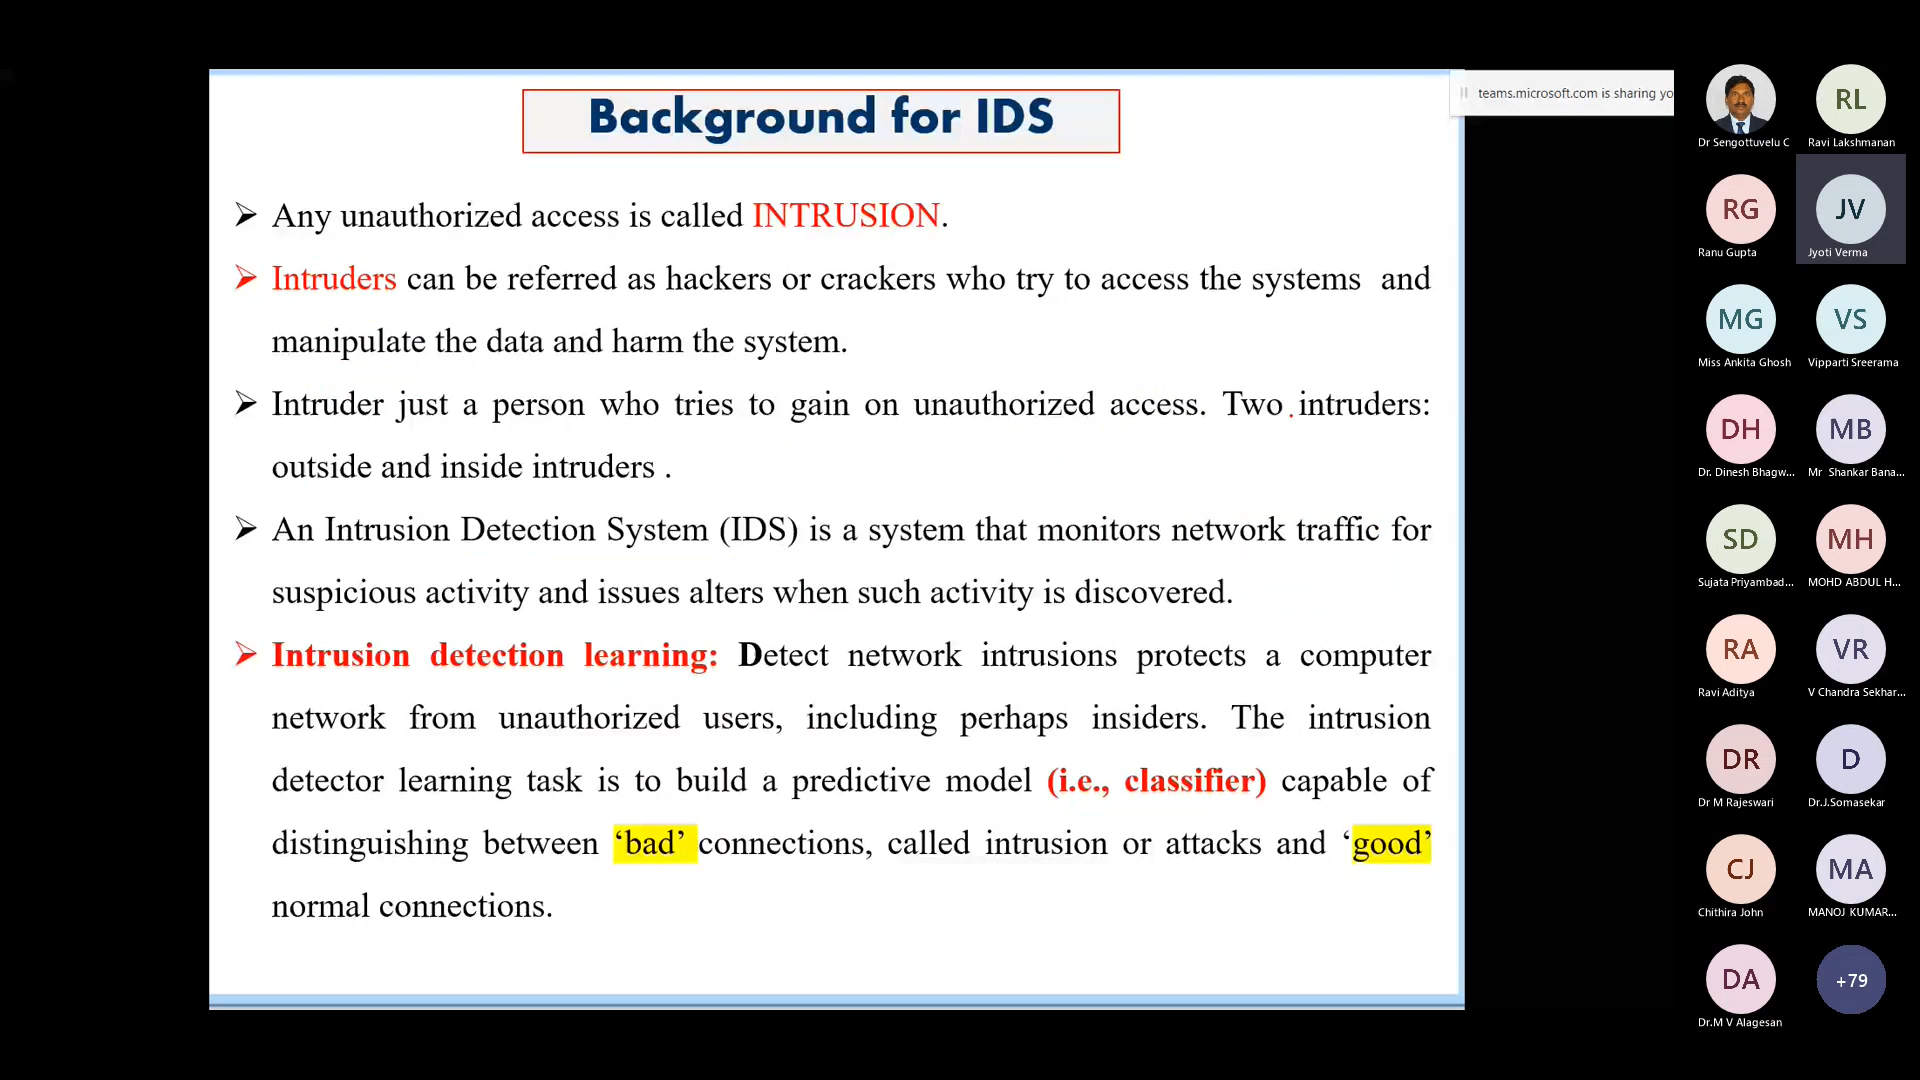 Background for IDS
teams.microsoft.com is sharing yo
➤ Any unauthorized access is called INTRUSION.
➤ Intruders can be referred as hackers or crackers who try to access the systems and
manipulate the data and harm the system.
➤ Intruder just a person who tries to gain on unauthorized access. Two intruders:
outside and inside intruders .
➤ An Intrusion Detection System (IDS) is a system that monitors network traffic for
suspicious activity and issues alters when such activity is discovered.
➤ Intrusion detection learning: Detect network intrusions protects a computer
network from unauthorized users, including perhaps insiders. The intrusion
detector learning task is to build a predictive model (i.e., classifier) capable of
distinguishing between ‘bad’ connections, called intrusion or attacks and ‘good’
normal connections.
RL
Dr Sengottuvelu C
Ravi Lakshmanan
RG
JV
Ranu Gupta
Jyoti Verma
MG
VS
Miss Ankita Ghosh
Vipparti Sreerama
DH
MB
Dr. Dinesh Bhagw...
Mr Shankar Bana...
SD
MH
Sujata Priyambad...
MOHD ABDUL H...
RA
VR
Ravi Aditya
V Chandra Sekhar...
DR
D
Dr M Rajeswari
Dr.J.Somasekar
CJ
MA
Chithira John
MANOJ KUMAR...
DA
+79
Dr.M V Alagesan